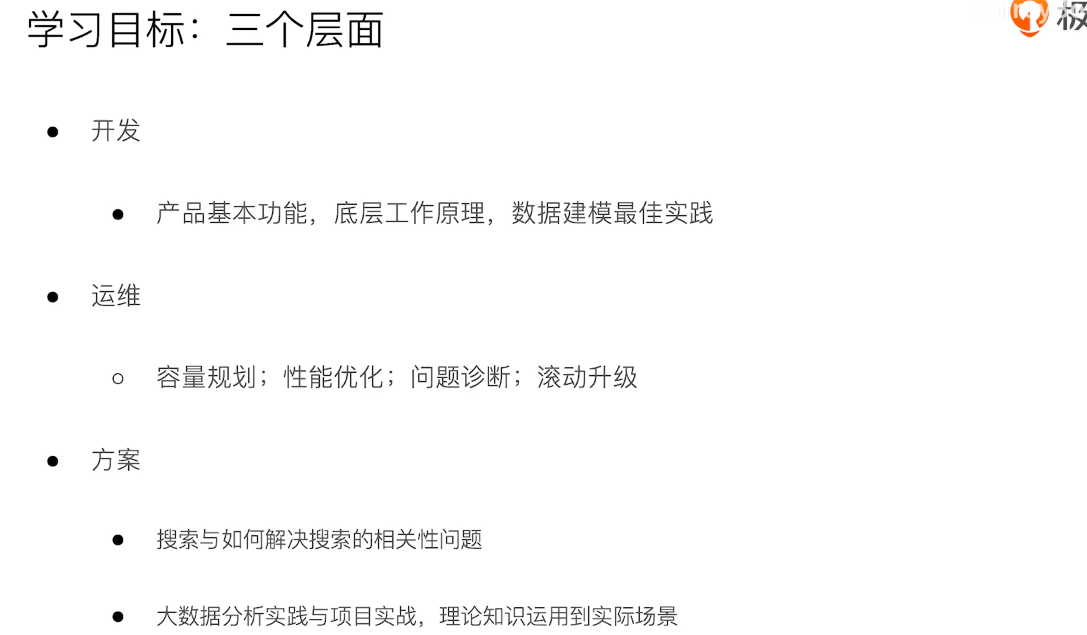 学习目标：三个层面
极
开发
产品基本功能，底层工作原理，数据建模最佳实践
运维
容量规划；性能优化；问题诊断；滚动升级
方案
搜索与如何解决搜索的相关性问题
大数据分析实践与项目实战，理论知识运用到实际场景